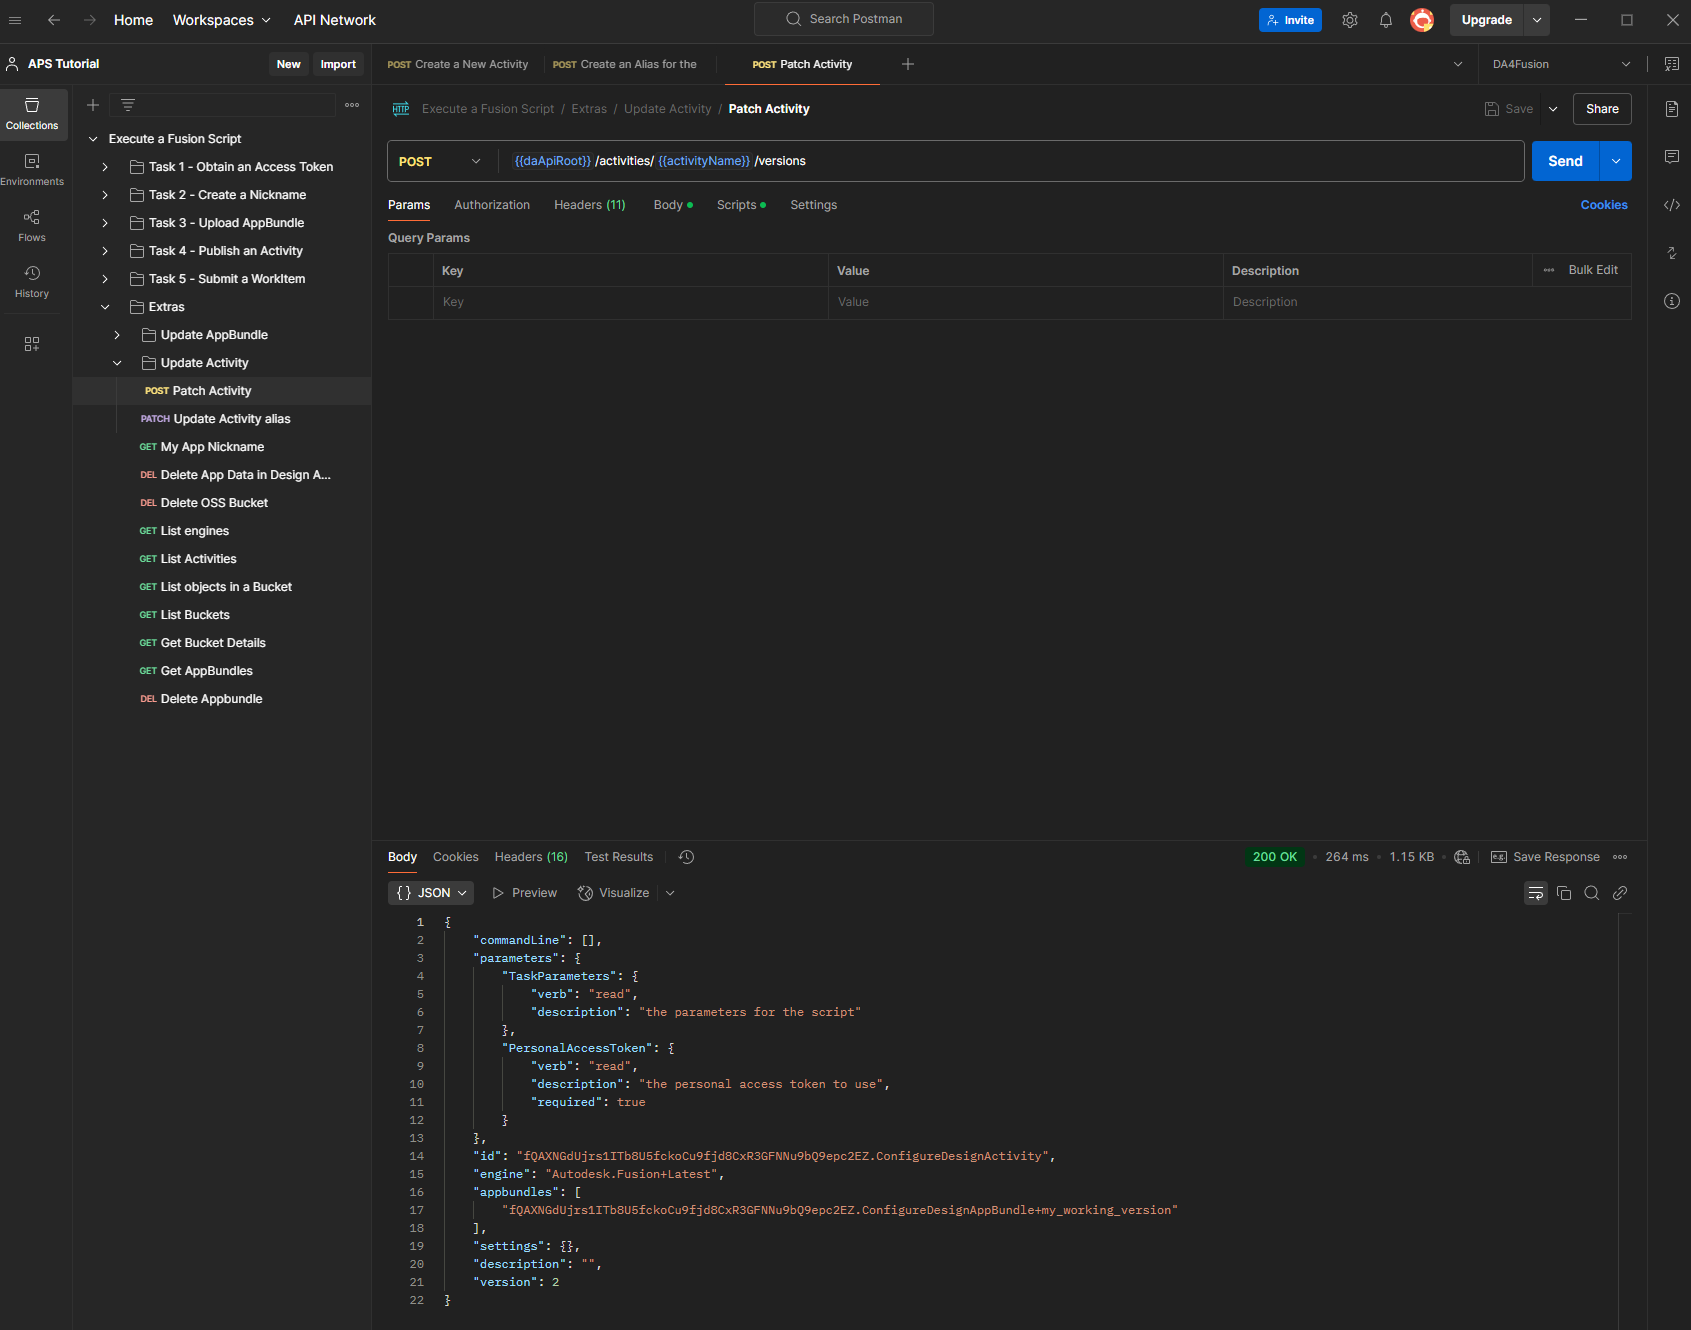 Home
Workspaces
API Network
Search Postman
Invite
Upgrade
APS Tutorial
New
Import
POST Create a New Activity
POST Create an Alias for the
POST Patch Activity
DA4Fusion
Collections
Environments
Flows
History
Execute a Fusion Script
Task 1 - Obtain an Access Token
Task 2 - Create a Nickname
Task 3 - Upload AppBundle
Task 4 - Publish an Activity
Task 5 - Submit a WorkItem
Extras
Update AppBundle
Update Activity
POST Patch Activity
PATCH Update Activity alias
GET My App Nickname
DEL Delete App Data in Design A...
DEL Delete OSS Bucket
GET List engines
GET List Activities
GET List objects in a Bucket
GET List Buckets
GET Get Bucket Details
GET Get AppBundles
DEL Delete Appbundle
HTTP Execute a Fusion Script / Extras / Update Activity / Patch Activity
Save
Share
POST
{{daApiRoot}} /activities/ {{activityName}} /versions
Send
Params
Authorization
Headers (11)
Body
Scripts
Settings
Cookies
Query Params
Key
Value
Description
Bulk Edit
Key
Value
Description
Body
Cookies
Headers (16)
Test Results
200 OK
264 ms
1.15 KB
e.g.
Save Response
{} JSON
Preview
Visualize
1 {
2 "commandLine": [],
3 "parameters": {
4 "TaskParameters": {
5 "verb": "read",
6 "description": "the parameters for the script"
7 },
8 "PersonalAccessToken": {
9 "verb": "read",
10 "description": "the personal access token to use",
11 "required": true
12 }
13 },
14 "id": "fQAXNGdUjrs1ITb8U5fckoCu9fjd8CxR3GFNNu9bQ9epc2EZ.ConfigureDesignActivity",
15 "engine": "Autodesk.Fusion+Latest",
16 "appbundles": [
17 "fQAXNGdUjrs1ITb8U5fckoCu9fjd8CxR3GFNNu9bQ9epc2EZ.ConfigureDesignAppBundle+my_working_version"
18 ],
19 "settings": {},
20 "description": "",
21 "version": 2
22 }